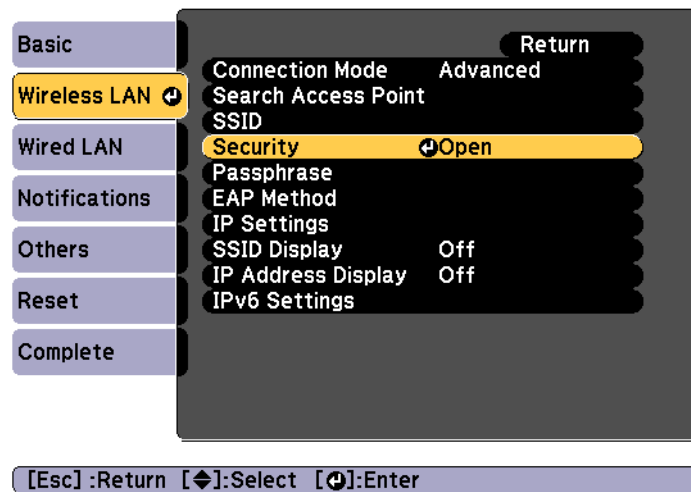 Basic
Wireless LAN
Wired LAN
Notifications
Others
Reset
Complete
Return
Connection Mode Advanced
Search Access Point
SSID
Security Open
Passphrase
EAP Method
IP Settings
SSID Display Off
IP Address Display Off
IPv6 Settings
[Esc] :Return [◆]:Select [⏎]:Enter